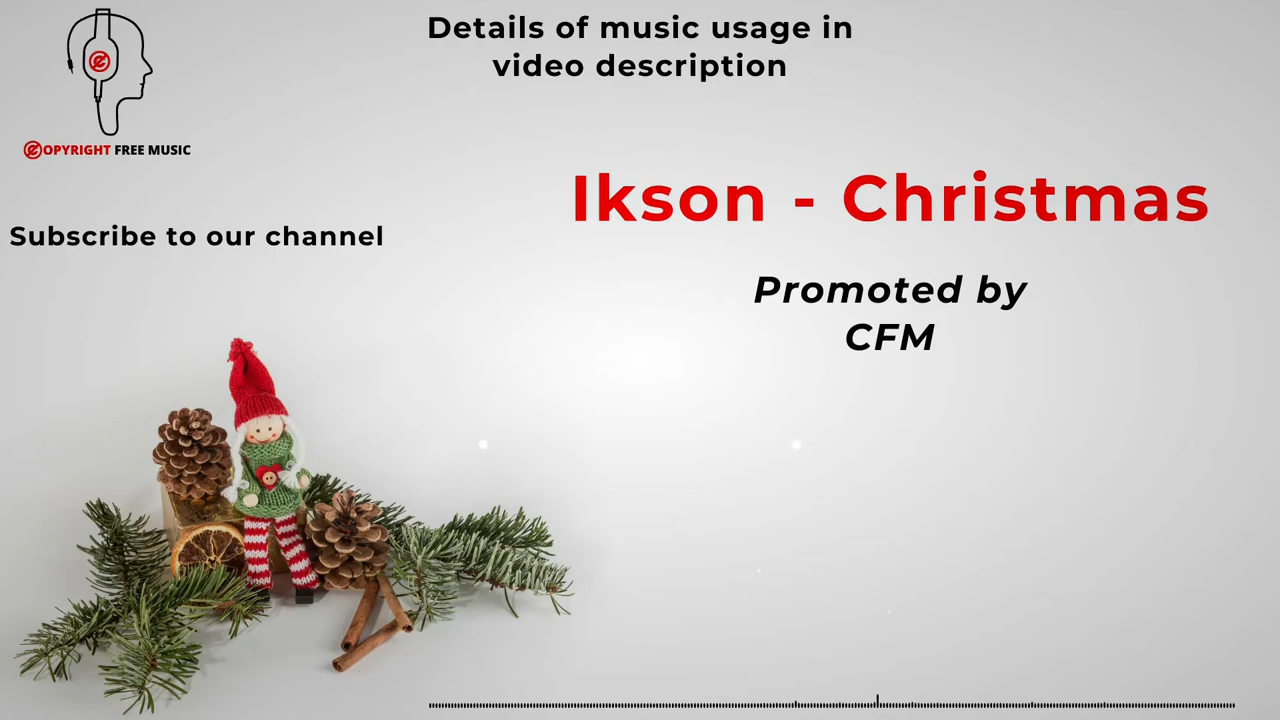 Details of music usage in
video description
COPYRIGHT FREE MUSIC
Ikson - Christmas
Subscribe to our channel
Promoted by
CFM